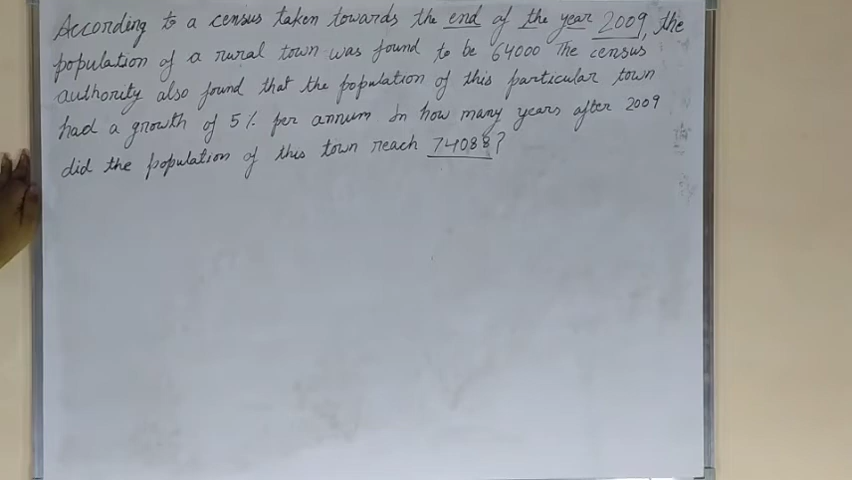 According to a census taken towards the end of the year 2009, the
population of a rural town was found to be 64000 The census
authority also found that the population of this particular town
had a growth of 5% per annum In how many years after 2009
did the population of this town reach 74088?